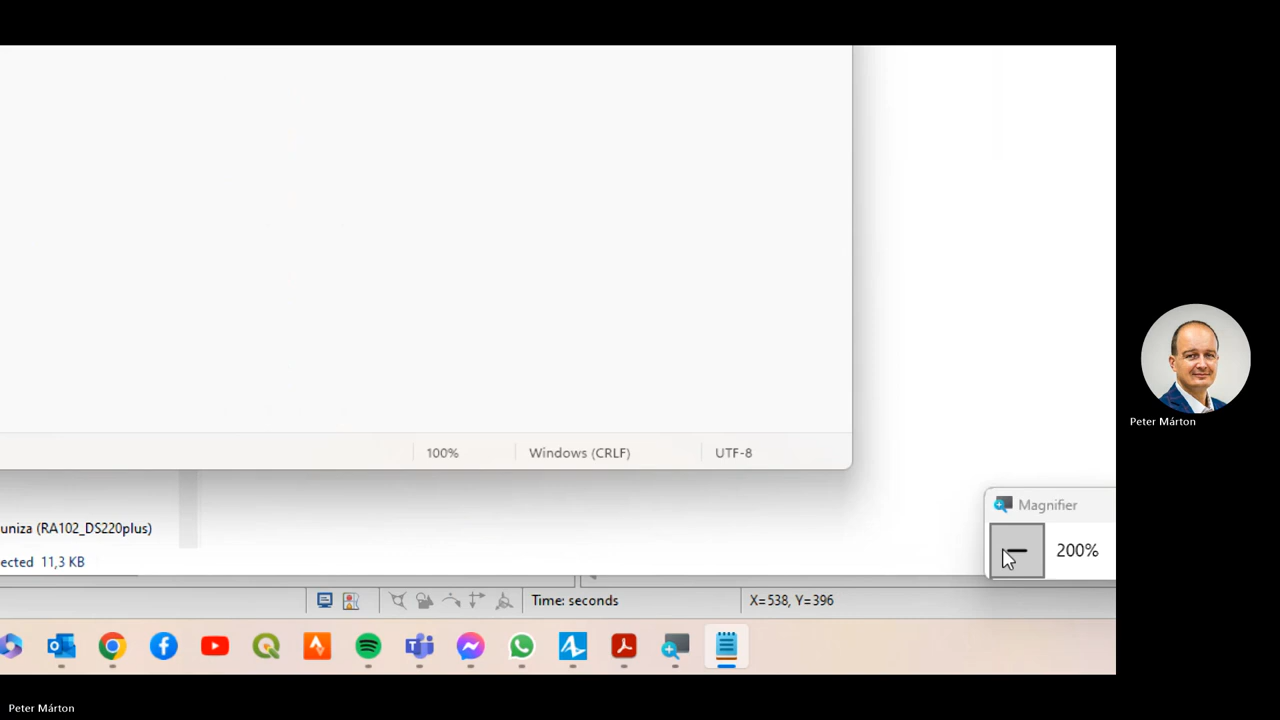 100%
Windows (CRLF)
UTF-8
Magnifier
200%
uniza (RA102_DS220plus)
ected 11,3 KB
Time: seconds
X=538, Y=396
Peter Márton
Peter Márton